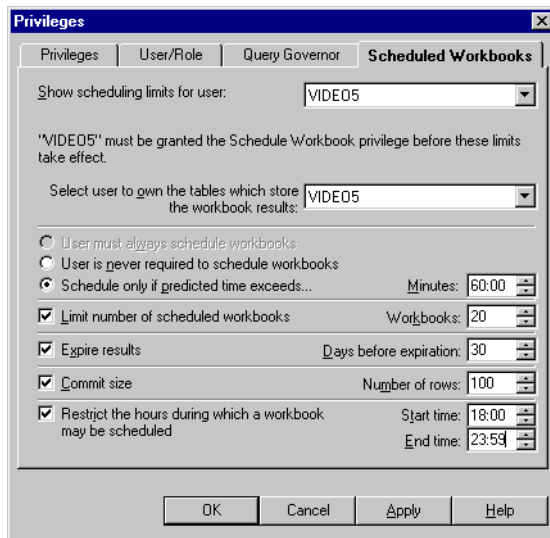 Privileges
Privileges User/Role Query Governor Scheduled Workbooks
Show scheduling limits for user: VIDEO5
"VIDEO5" must be granted the Schedule Workbook privilege before these limits
take effect.
Select user to own the tables which store
the workbook results: VIDEO5
User must always schedule workbooks
User is never required to schedule workbooks
Schedule only if predicted time exceeds... Minutes: 60:00
Limit number of scheduled workbooks Workbooks: 20
Expire results Days before expiration: 30
Commit size Number of rows: 100
Restrict the hours during which a workbook Start time: 18:00
may be scheduled End time: 23:59
OK Cancel Apply Help